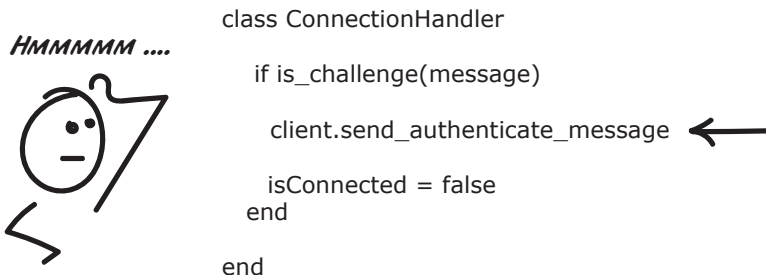 class ConnectionHandler
Hmmmmm ....
if is_challenge(message)
client.send_authenticate_message
isConnected = false
end
end